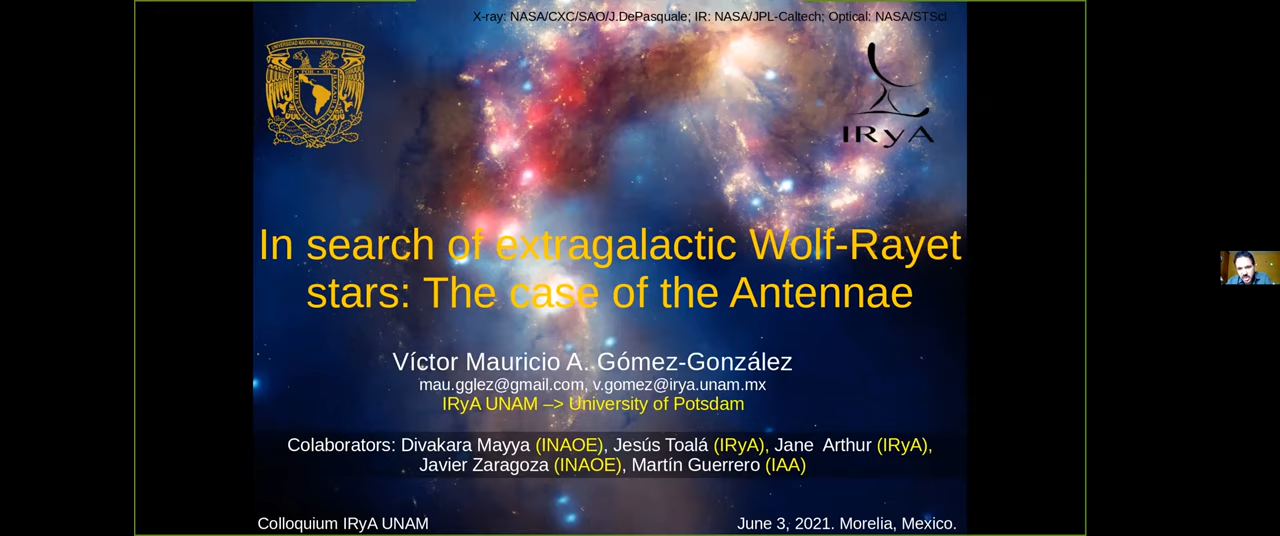 X-ray: NASA/CXC/SAO/J.DePasquale; IR: NASA/JPL-Caltech; Optical: NASA/STScI
IRyA
In search of extragalactic Wolf-Rayet
stars: The case of the Antennae
Víctor Mauricio A. Gómez-González
mau.gglez@gmail.com, v.gomez@irya.unam.mx
IRyA UNAM –> University of Potsdam
Colaborators: Divakara Mayya (INAOE), Jesús Toalá (IRyA), Jane Arthur (IRyA),
Javier Zaragoza (INAOE), Martín Guerrero (IAA)
Colloquium IRyA UNAM
June 3, 2021. Morelia, Mexico.